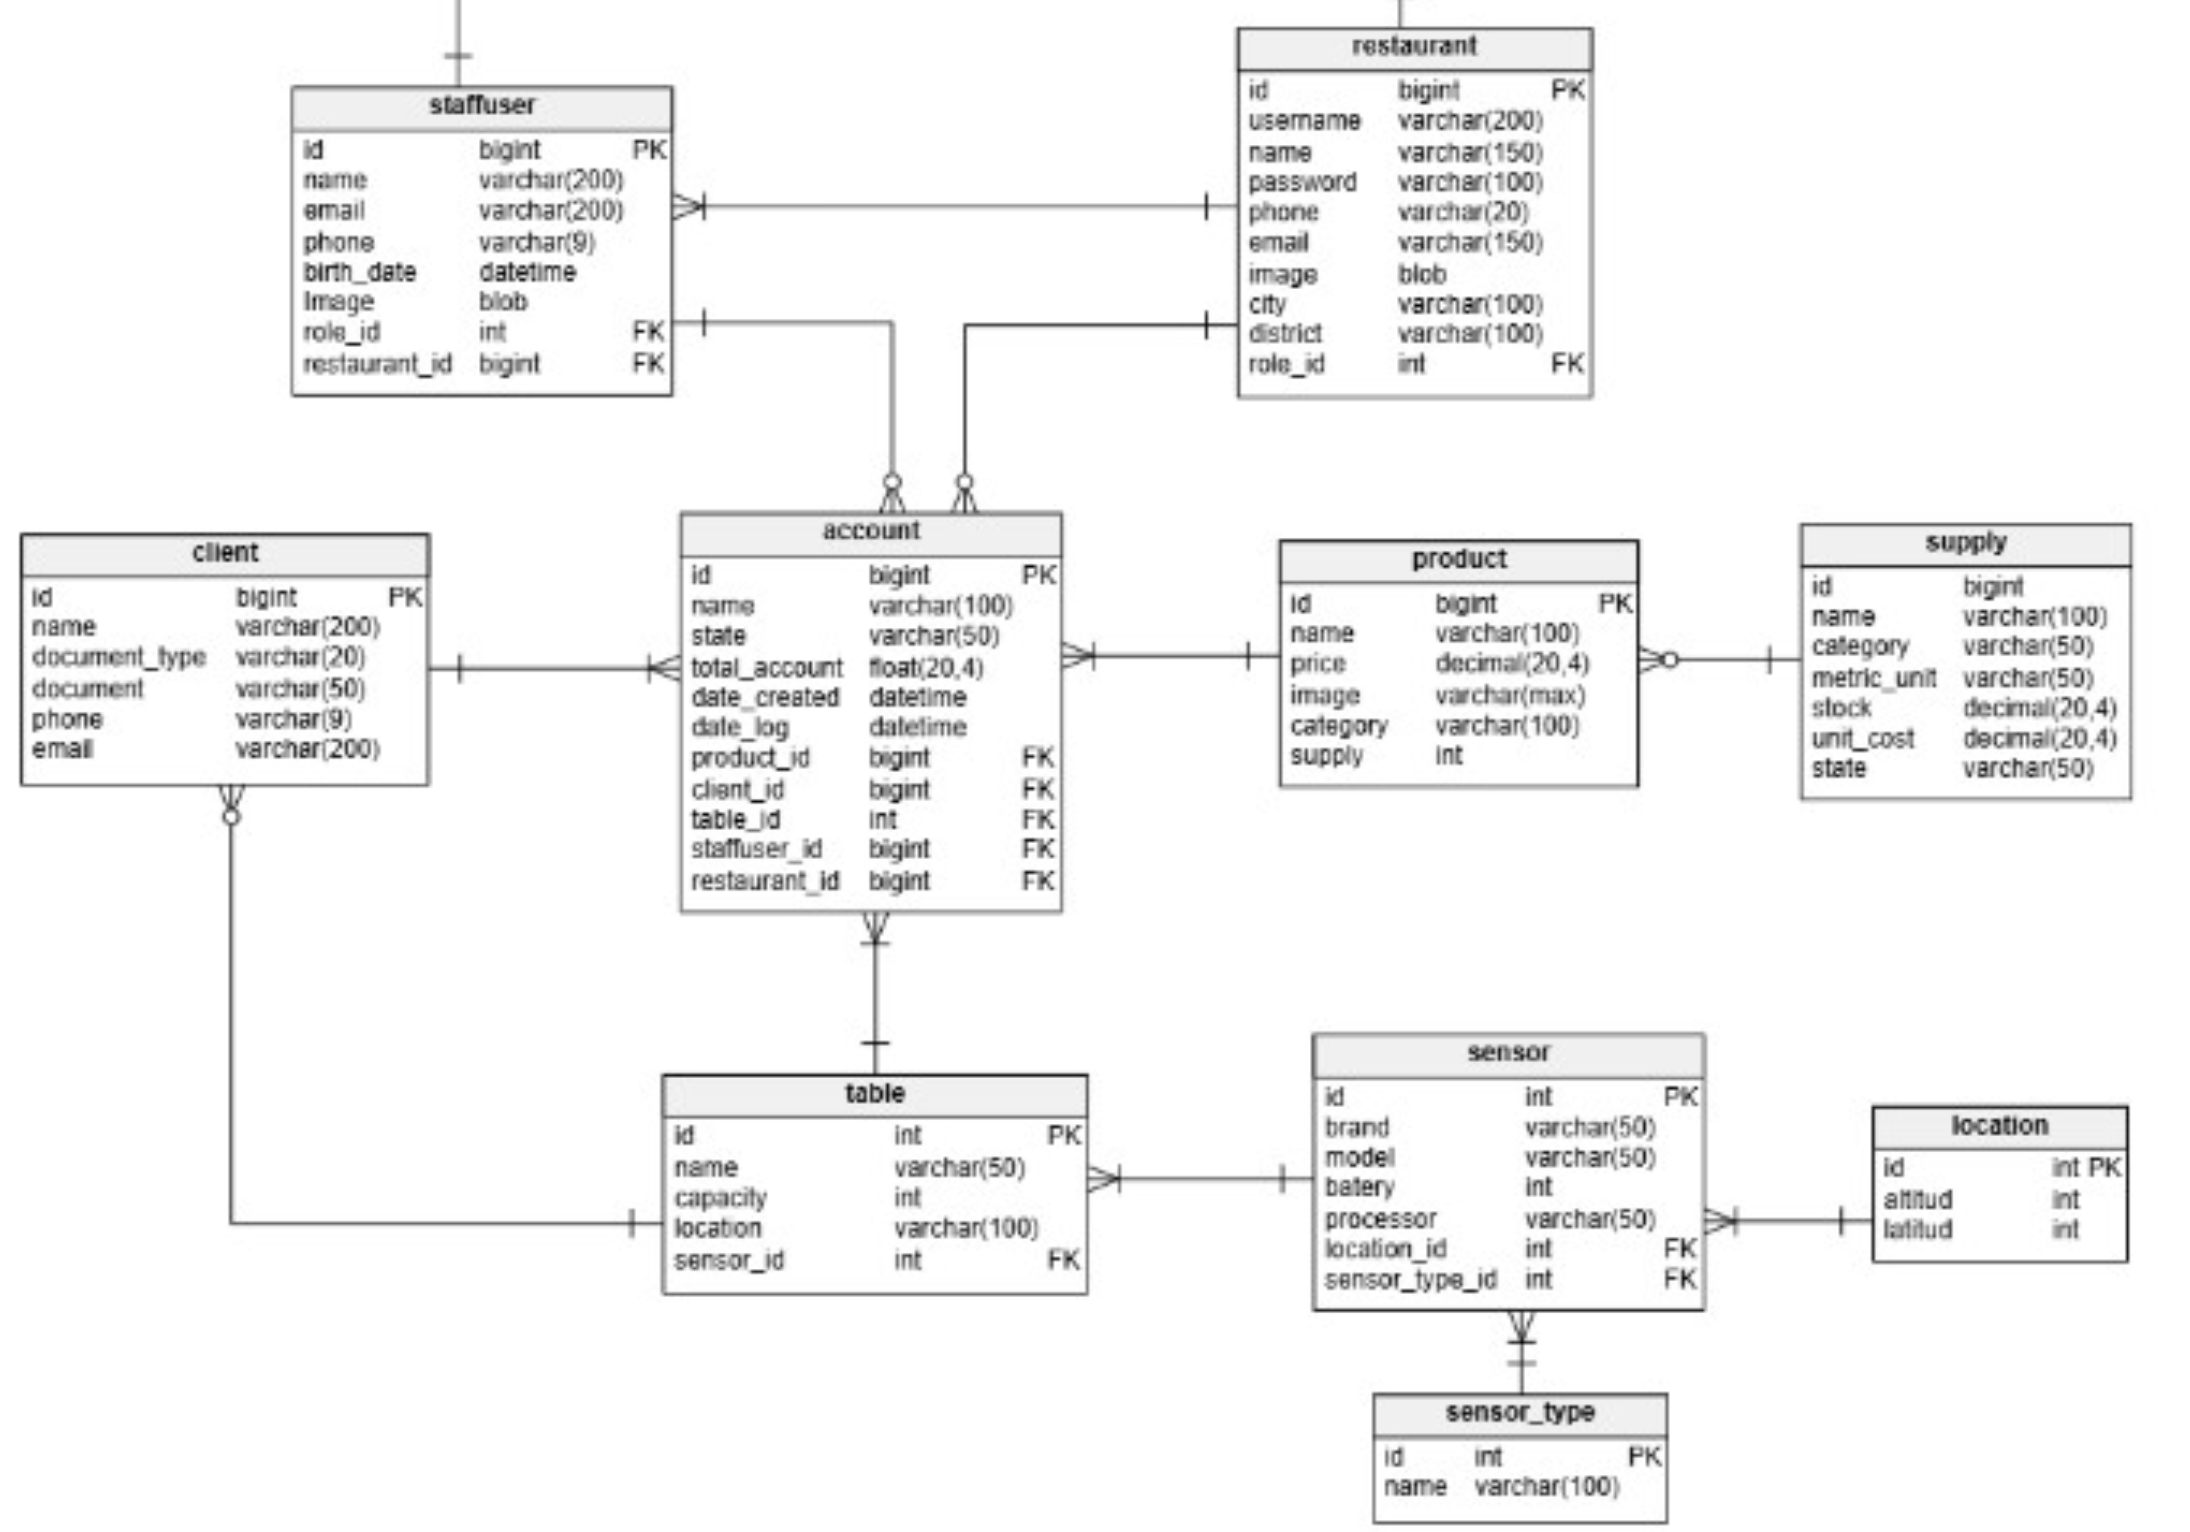 staffuser
id bigint PK
name varchar(200)
email varchar(200)
phone varchar(9)
birth_date datetime
Image blob
role_id int FK
restaurant_id bigint FK
restaurant
id bigint PK
username varchar(200)
name varchar(150)
password varchar(100)
phone varchar(20)
email varchar(150)
image blob
city varchar(100)
district varchar(100)
role_id int FK
client
id bigint PK
name varchar(200)
document_type varchar(20)
document varchar(50)
phone varchar(9)
email varchar(200)
account
id bigint PK
name varchar(100)
state varchar(50)
total_account float(20,4)
date_created datetime
date_log datetime
product_id bigint FK
client_id bigint FK
table_id int FK
staffuser_id bigint FK
restaurant_id bigint FK
product
id bigint PK
name varchar(100)
price decimal(20,4)
image varchar(max)
category varchar(100)
supply int
supply
id bigint
name varchar(100)
category varchar(50)
metric_unit varchar(50)
stock decimal(20,4)
unit_cost decimal(20,4)
state varchar(50)
table
id int PK
name varchar(50)
capacity int
location varchar(100)
sensor_id int FK
sensor
id int PK
brand varchar(50)
model varchar(50)
batery int
processor varchar(50)
location_id int FK
sensor_type_id int FK
location
id int PK
altitud int
latitud int
sensor_type
id int PK
name varchar(100)